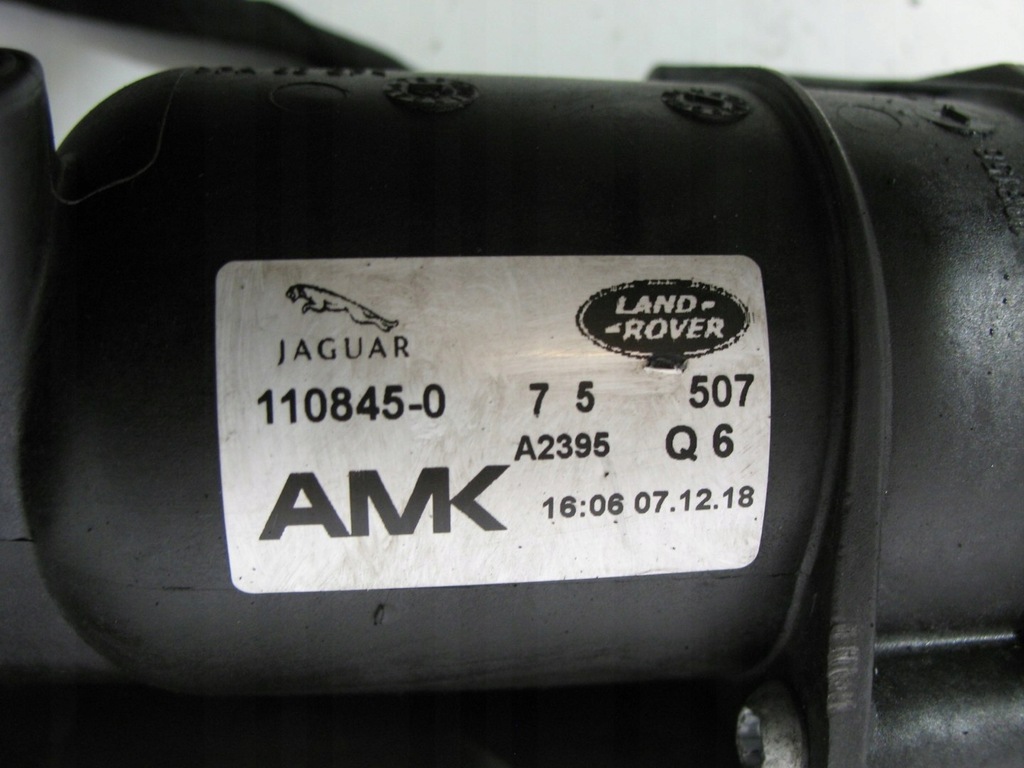 JAGUAR
LAND-
-ROVER
110845-0 7 5 507
A2395 Q 6
AMK
16:06 07.12.18